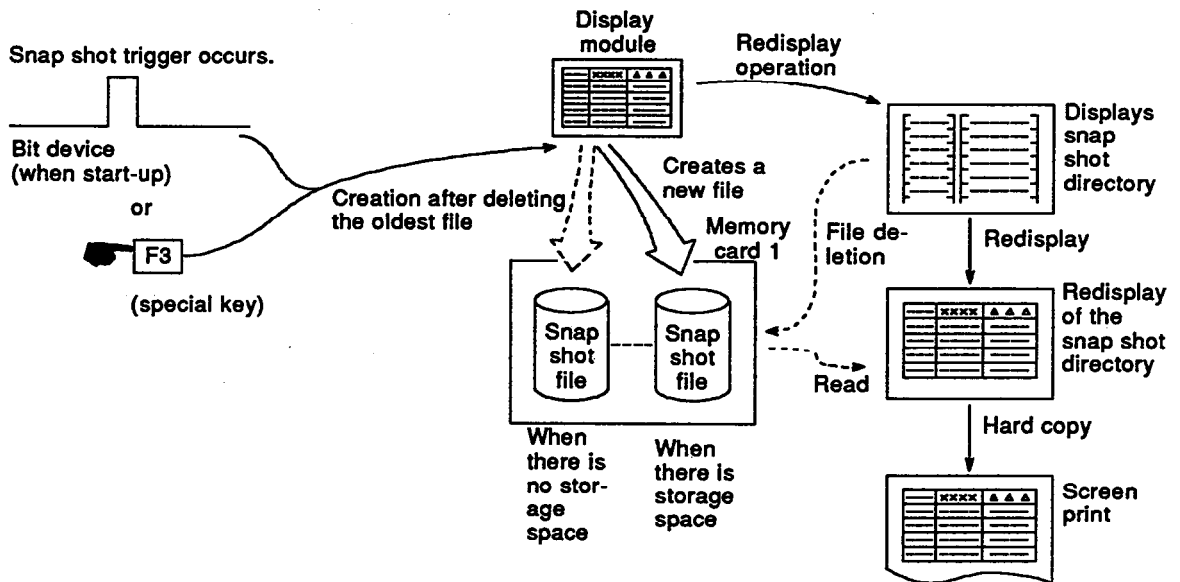 Snap shot trigger occurs.
Bit device
(when start-up)
or
F3
(special key)
Display
module
xxxx
Creation after deleting
the oldest file
Creates a
new file
Memory
card 1
Snap
shot
file
Snap
shot
file
When
there is
no stor-
age
space
When
there is
storage
space
Redisplay
operation
Displays
snap
shot
directory
File de-
letion
Redisplay
Read
Redisplay
of the
snap shot
directory
xxxx
Hard copy
Screen
print
xxxx